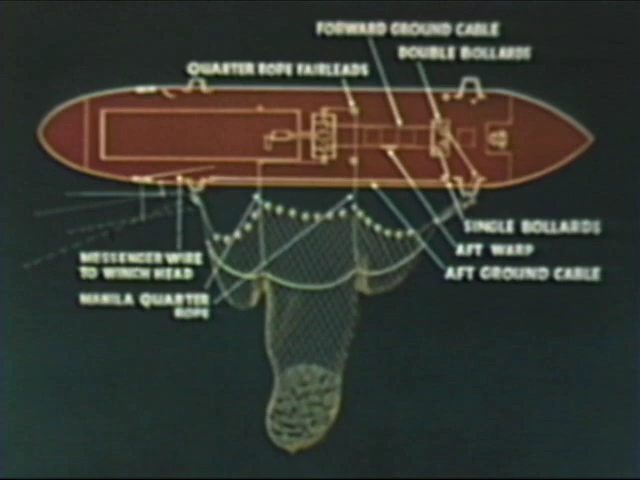 FORWARD GROUND CABLE
DOUBLE BOLLARDS
QUARTER ROPE FAIRLEADS
SINGLE BOLLARDS
AFT WARP
AFT GROUND CABLE
MESSENGER WIRE
TO WINCH HEAD
MANILA QUARTER
ROPE